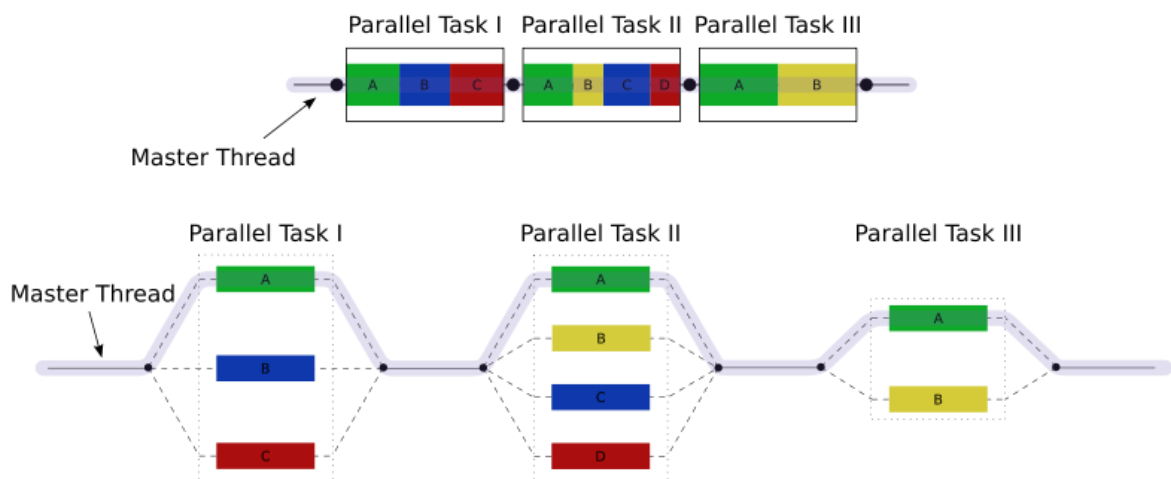 Parallel Task I Parallel Task II Parallel Task III
A B C A B C D A B
Master Thread
Parallel Task I Parallel Task II Parallel Task III
A A
Master Thread
A
B
B
C
B
C D